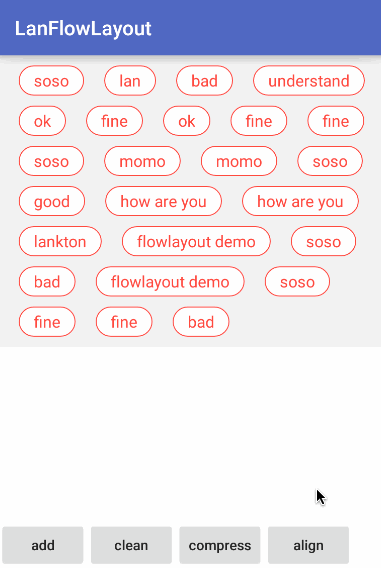 LanFlowLayout
soso lan bad understand
ok fine ok fine fine
soso momo momo soso
good how are you how are you
lankton flowlayout demo soso
bad flowlayout demo soso
fine fine bad
add clean compress align